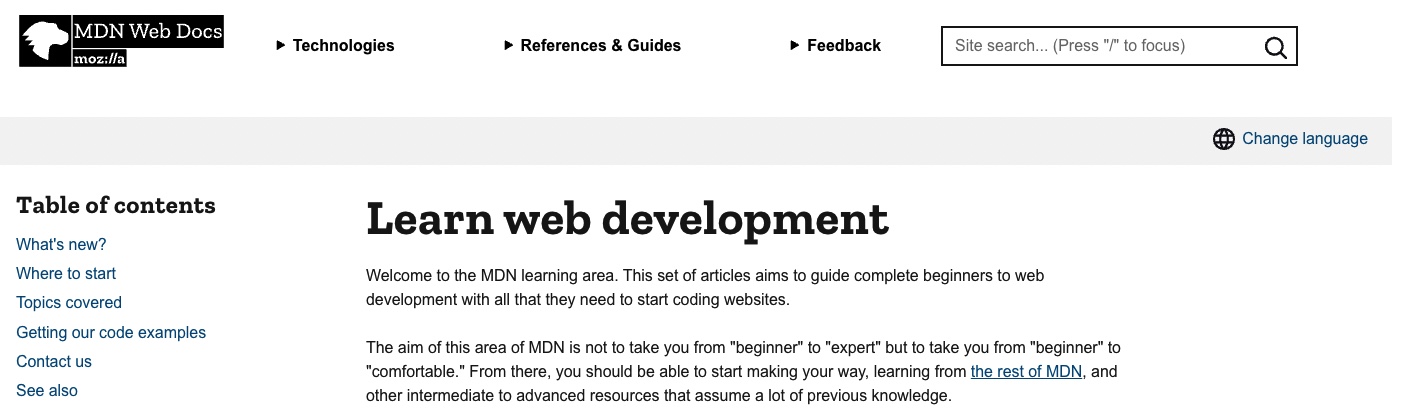 MDN Web Docs
moz://a
Technologies
References & Guides
Feedback
Site search... (Press "/" to focus)
Change language
Table of contents
What's new?
Where to start
Topics covered
Getting our code examples
Contact us
See also
Learn web development
Welcome to the MDN learning area. This set of articles aims to guide complete beginners to web
development with all that they need to start coding websites.
The aim of this area of MDN is not to take you from "beginner" to "expert" but to take you from "beginner" to
"comfortable." From there, you should be able to start making your way, learning from the rest of MDN, and
other intermediate to advanced resources that assume a lot of previous knowledge.